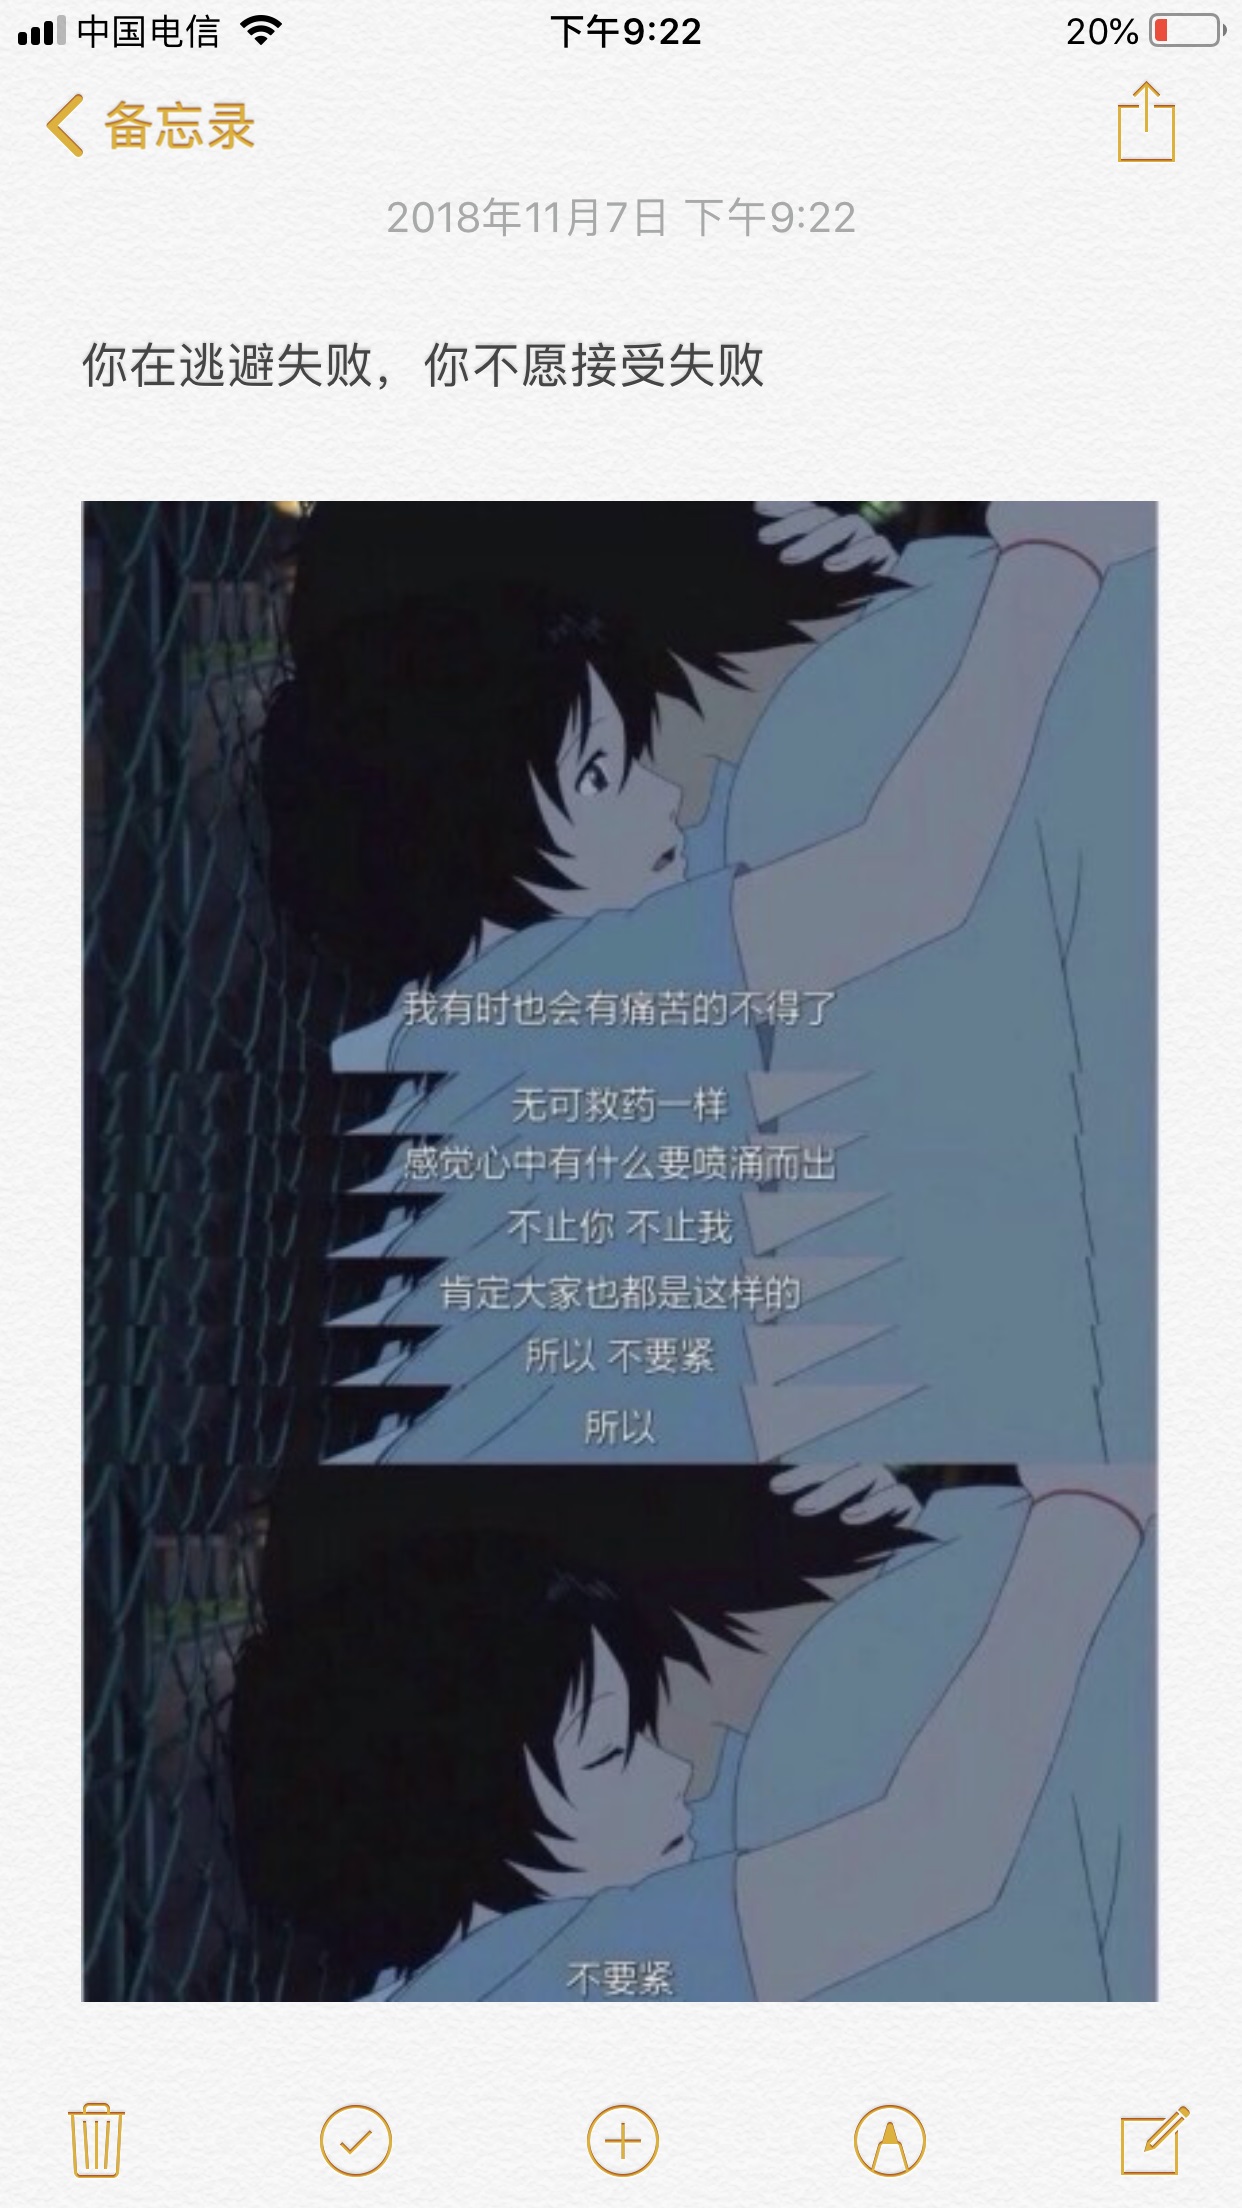 中国电信 下午9:22 20%
备忘录
2018年11月7日 下午9:22
你在逃避失败，你不愿接受失败
我有时也会有痛苦的不得了
无可救药一样
感觉心中有什么要喷涌而出
不止你 不止我
肯定大家也都是这样的
所以 不要紧
所以
不要紧